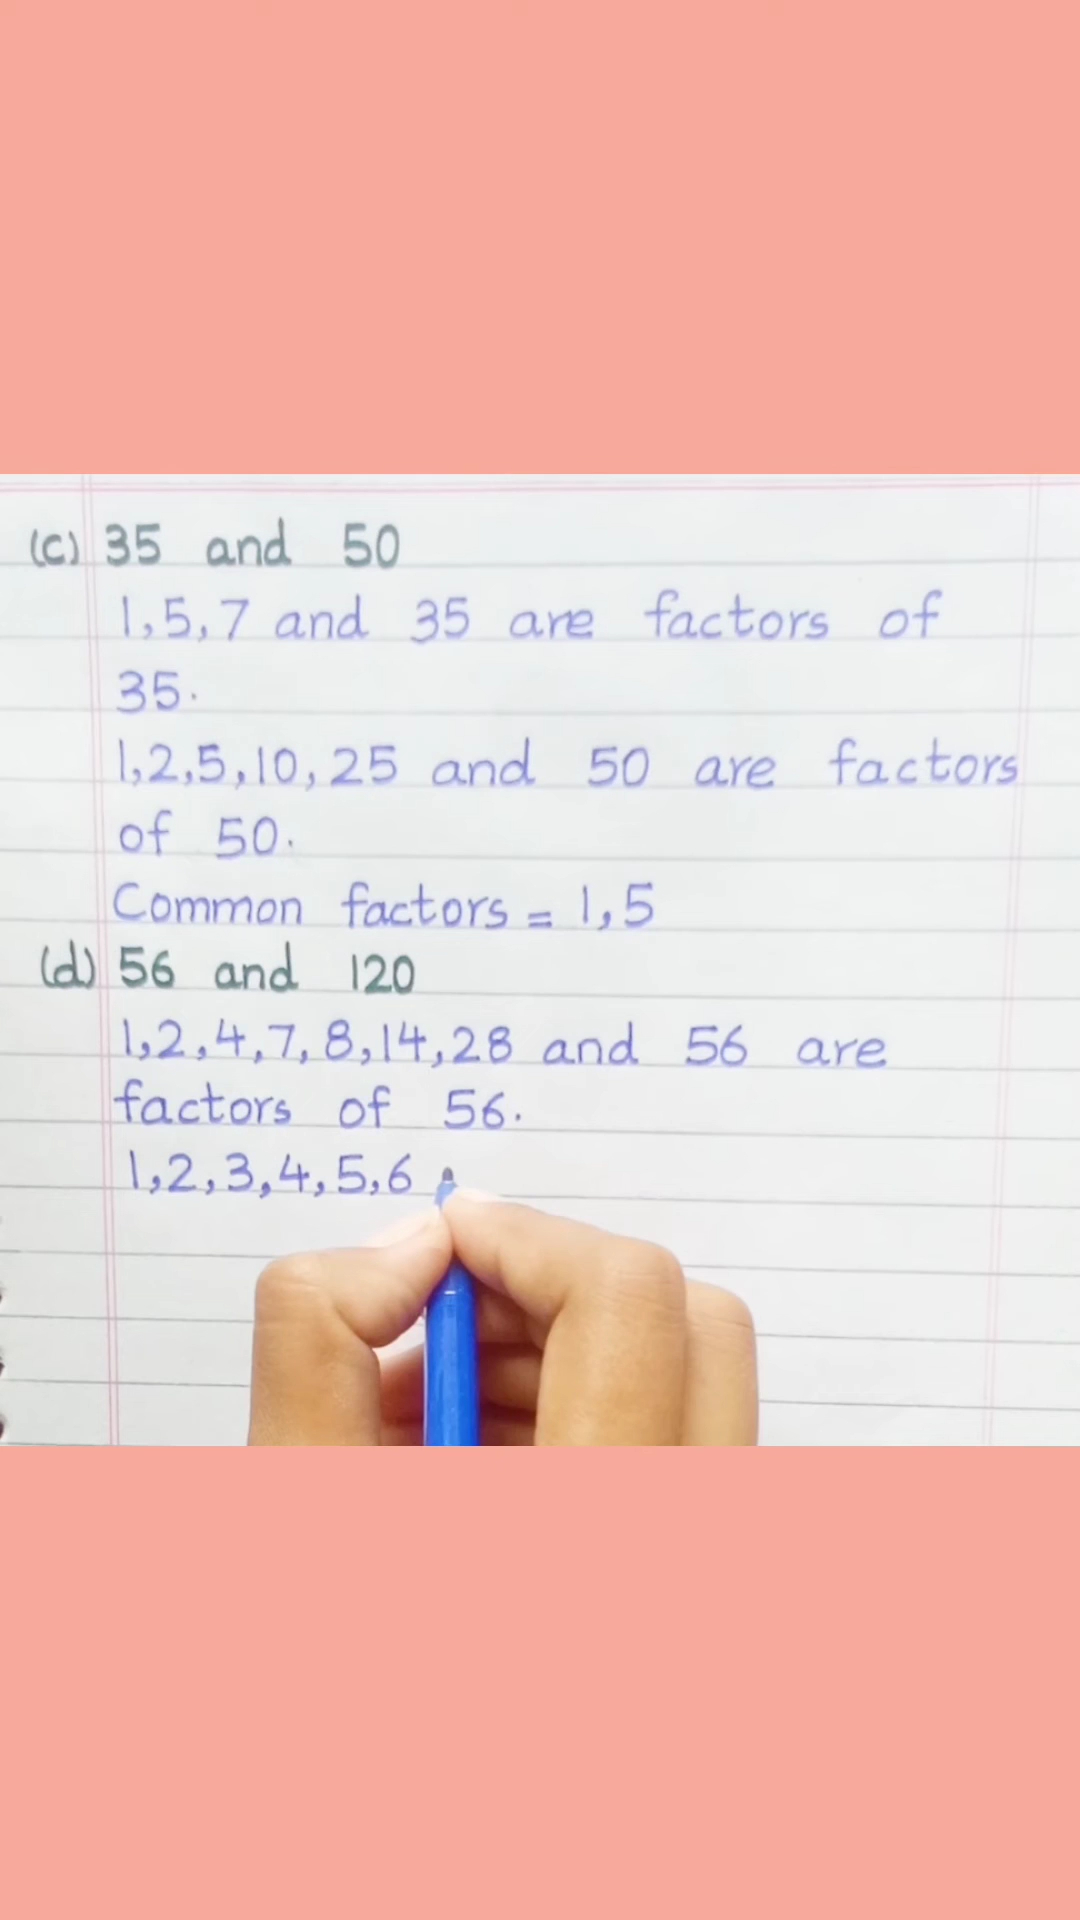 (c) 35 and 50
1,5,7 and 35 are factors of
35.
1,2,5,10,25 and 50 are factors
of 50.
Common factors = 1,5
(d) 56 and 120
1,2,4,7,8,14,28 and 56 are
factors of 56.
1,2,3,4,5,6